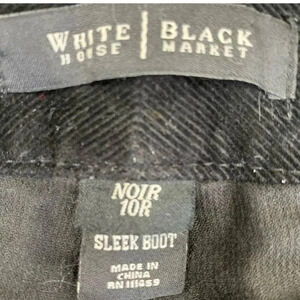 WHITE | BLACK
HOUSE | MARKET
NOIR
10R
SLEEK BOOT
MADE IN
CHINA
RN 111659